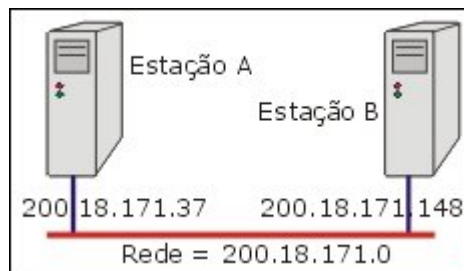 Estação A
Estação B
200.18.171.37
200.18.171.148
Rede = 200.18.171.0